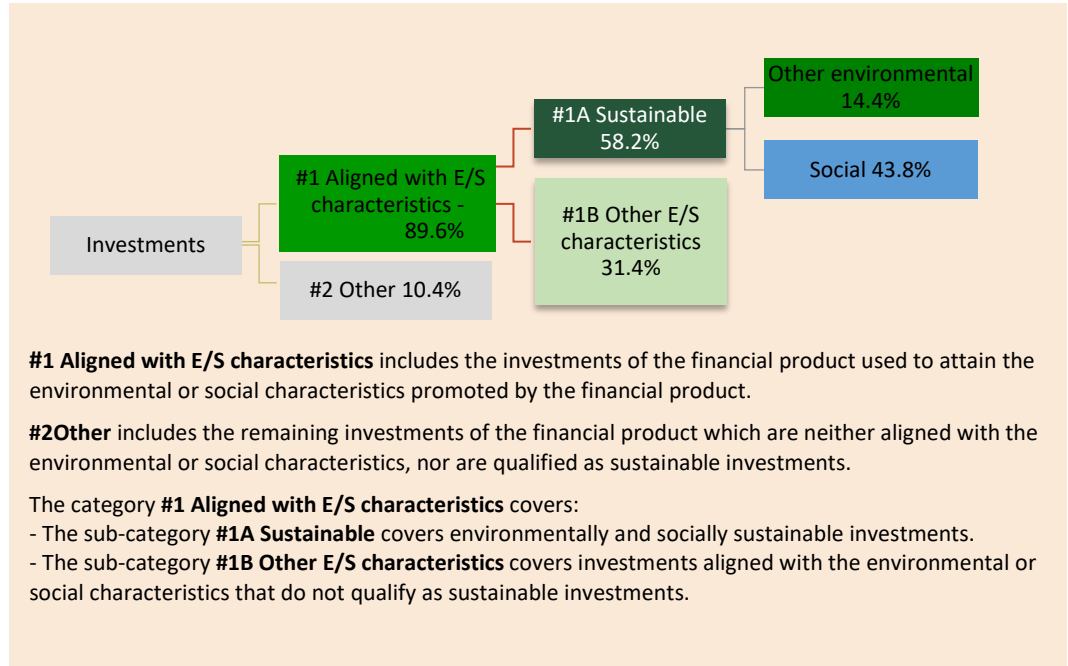 Other environmental
14.4%
#1A Sustainable
58.2%
Social 43.8%
#1 Aligned with E/S
characteristics -
89.6%
#1B Other E/S
characteristics
31.4%
Investments
#2 Other 10.4%
#1 Aligned with E/S characteristics includes the investments of the financial product used to attain the
environmental or social characteristics promoted by the financial product.
#2Other includes the remaining investments of the financial product which are neither aligned with the
environmental or social characteristics, nor are qualified as sustainable investments.
The category #1 Aligned with E/S characteristics covers:
- The sub-category #1A Sustainable covers environmentally and socially sustainable investments.
- The sub-category #1B Other E/S characteristics covers investments aligned with the environmental or
social characteristics that do not qualify as sustainable investments.